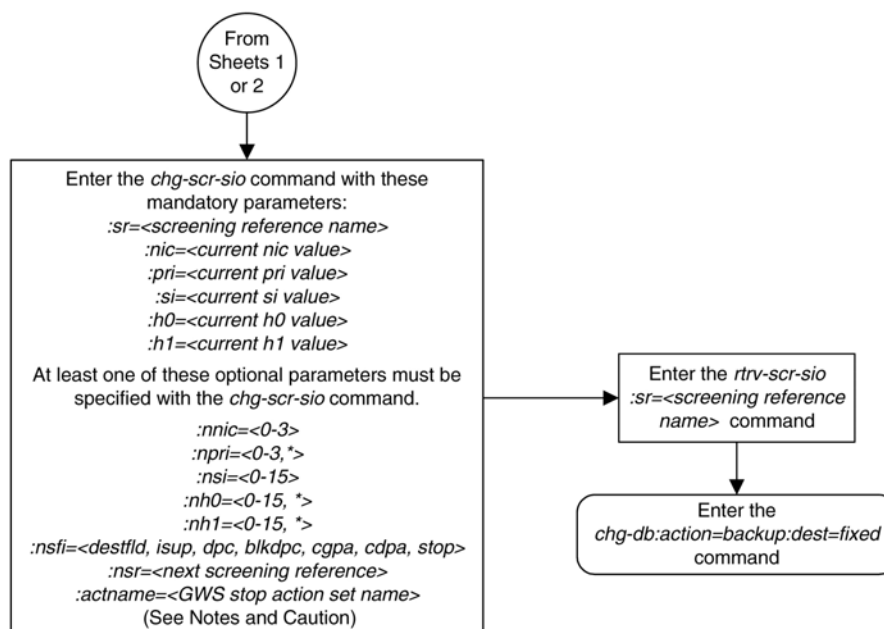 From
Sheets 1
or 2
Enter the chg-scr-sio command with these
mandatory parameters:
:sr=<screening reference name>
:nic=<current nic value>
:pri=<current pri value>
:si=<current si value>
:h0=<current h0 value>
:h1=<current h1 value>
At least one of these optional parameters must be
specified with the chg-scr-sio command.
:nnic=<0-3>
:npri=<0-3,*>
:nsi=<0-15>
:nh0=<0-15, *>
:nh1=<0-15, *>
:nsfi=<destfld, isup, dpc, blkdpc, cgpa, cdpa, stop>
:nsr=<next screening reference>
:actname=<GWS stop action set name>
(See Notes and Caution)
Enter the rtrv-scr-sio
:sr=<screening reference
name> command
Enter the
chg-db:action=backup:dest=fixed
command